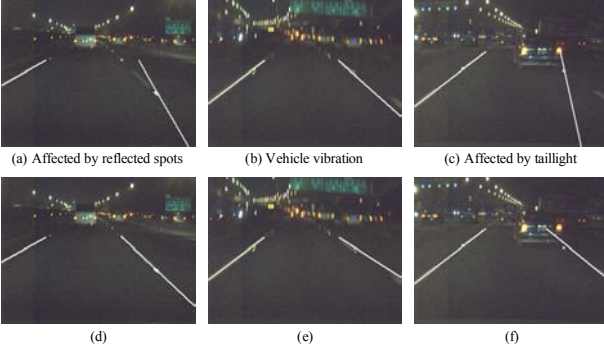 (a) Affected by reflected spots
(b) Vehicle vibration
(c) Affected by taillight
(d)
(e)
(f)